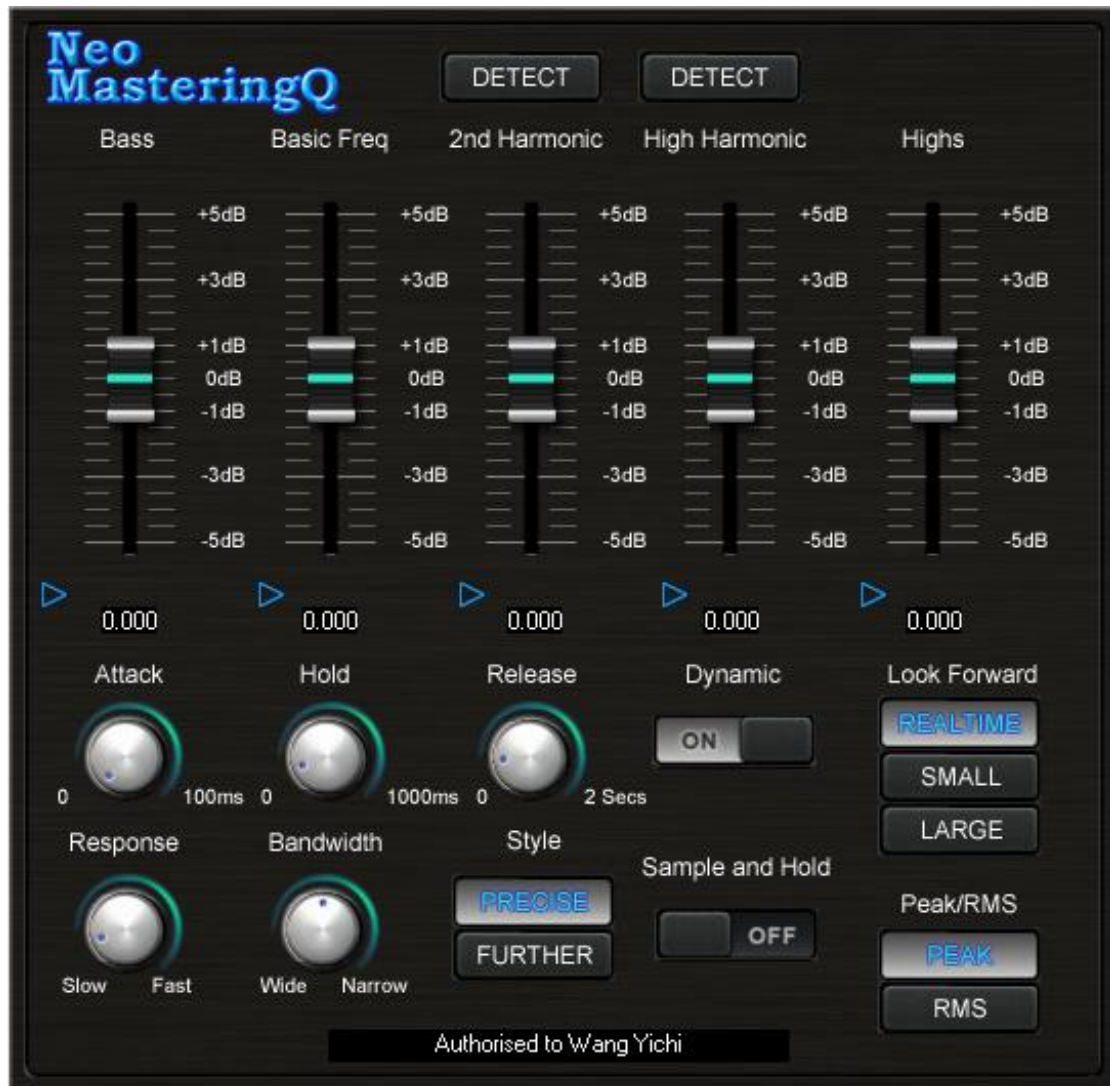 Neo
MasteringQ
DETECT DETECT
Bass Basic Freq 2nd Harmonic High Harmonic Highs
+5dB +5dB +5dB +5dB +5dB
+3dB +3dB +3dB +3dB +3dB
+1dB +1dB +1dB +1dB +1dB
0dB 0dB 0dB 0dB 0dB
-1dB -1dB -1dB -1dB -1dB
-3dB -3dB -3dB -3dB -3dB
-5dB -5dB -5dB -5dB -5dB
0.000 0.000 0.000 0.000 0.000
Attack Hold Release Dynamic Look Forward
REALTIME
ON
SMALL
0 100ms 0 1000ms 0 2 Secs
LARGE
Response Bandwidth Style
Sample and Hold
PRECISE
Peak/RMS
OFF
FURTHER
PEAK
Slow Fast Wide Narrow
RMS
Authorised to Wang Yichi